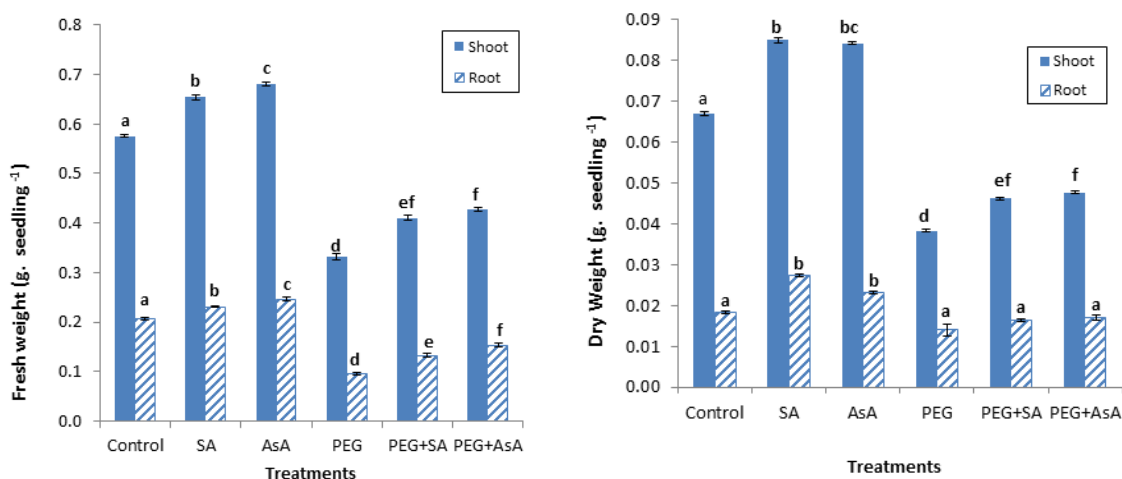 Fresh weight (g. seedling⁻¹)
0.8
0.7
0.6
0.5
0.4
0.3
0.2
0.1
0.0
Shoot
Root
a
b
c
d
ef
f
a
b
c
d
e
f
Control SA AsA PEG PEG+SA PEG+AsA
Treatments
Dry Weight (g. seedling⁻¹)
0.09
0.08
0.07
0.06
0.05
0.04
0.03
0.02
0.01
0.00
Shoot
Root
a
b
bc
d
ef
f
a
b
b
a
a
a
Control SA AsA PEG PEG+SA PEG+AsA
Treatments